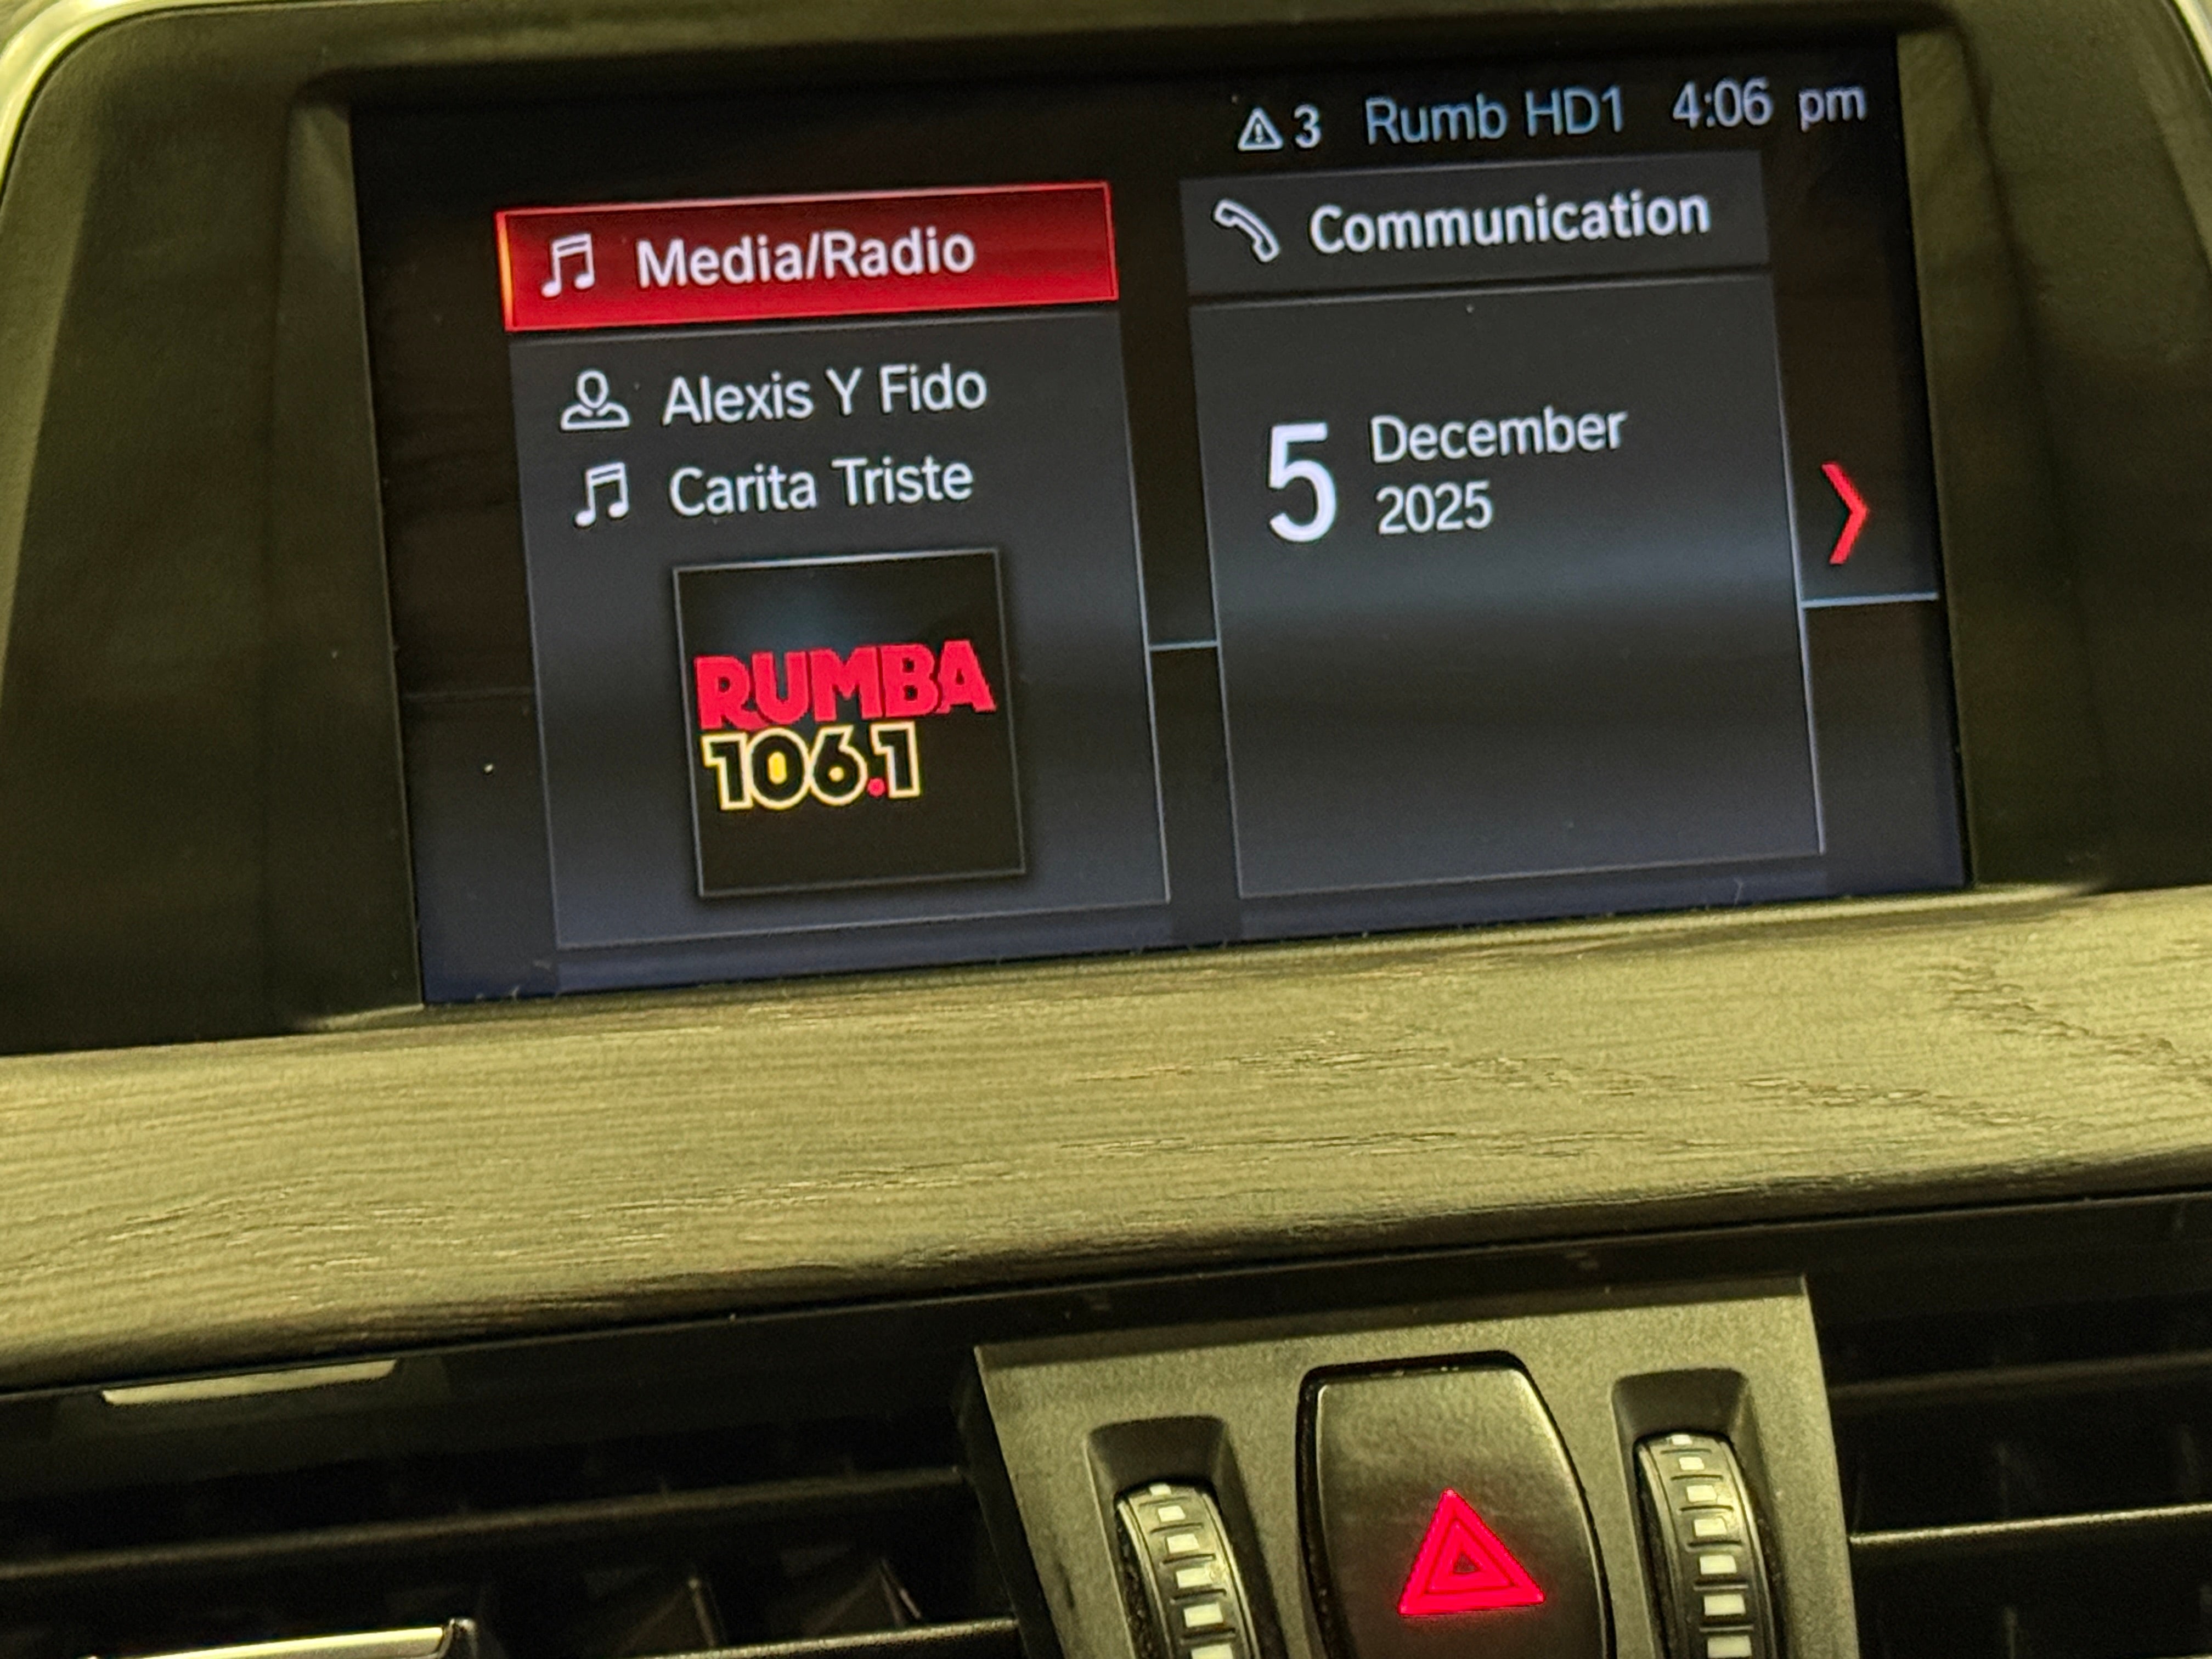 3 Rumb HD1 4:06 pm
Media/Radio
Alexis Y Fido
Carita Triste
RUMBA
106.1
Communication
5 December
2025